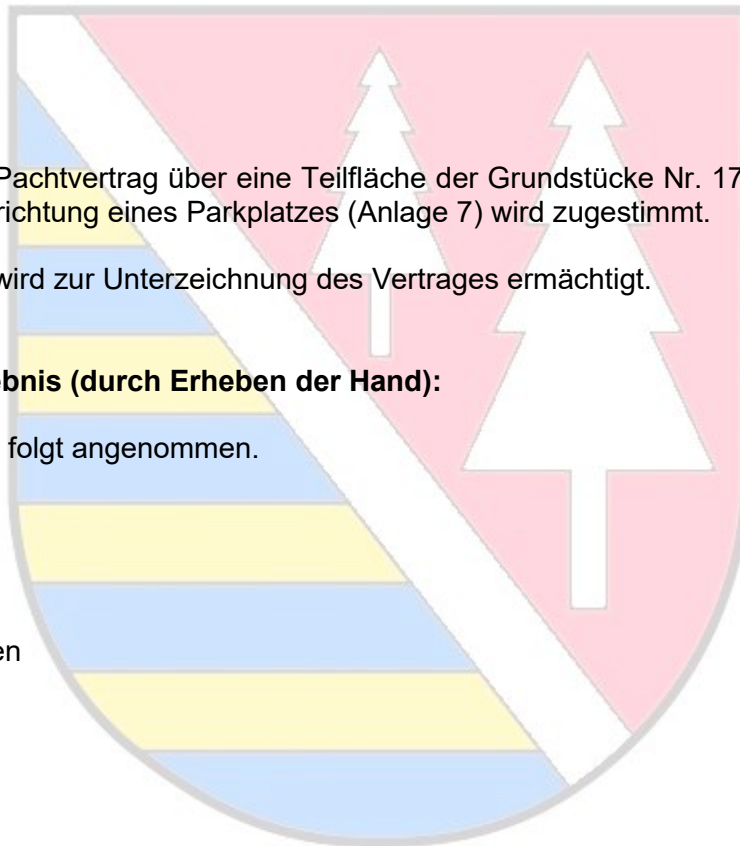 Pachtvertrag über eine Teilfläche der Grundstücke Nr. 17
richtung eines Parkplatzes (Anlage 7) wird zugestimmt.
wird zur Unterzeichnung des Vertrages ermächtigt.
ebnis (durch Erheben der Hand):
folgt angenommen.
en